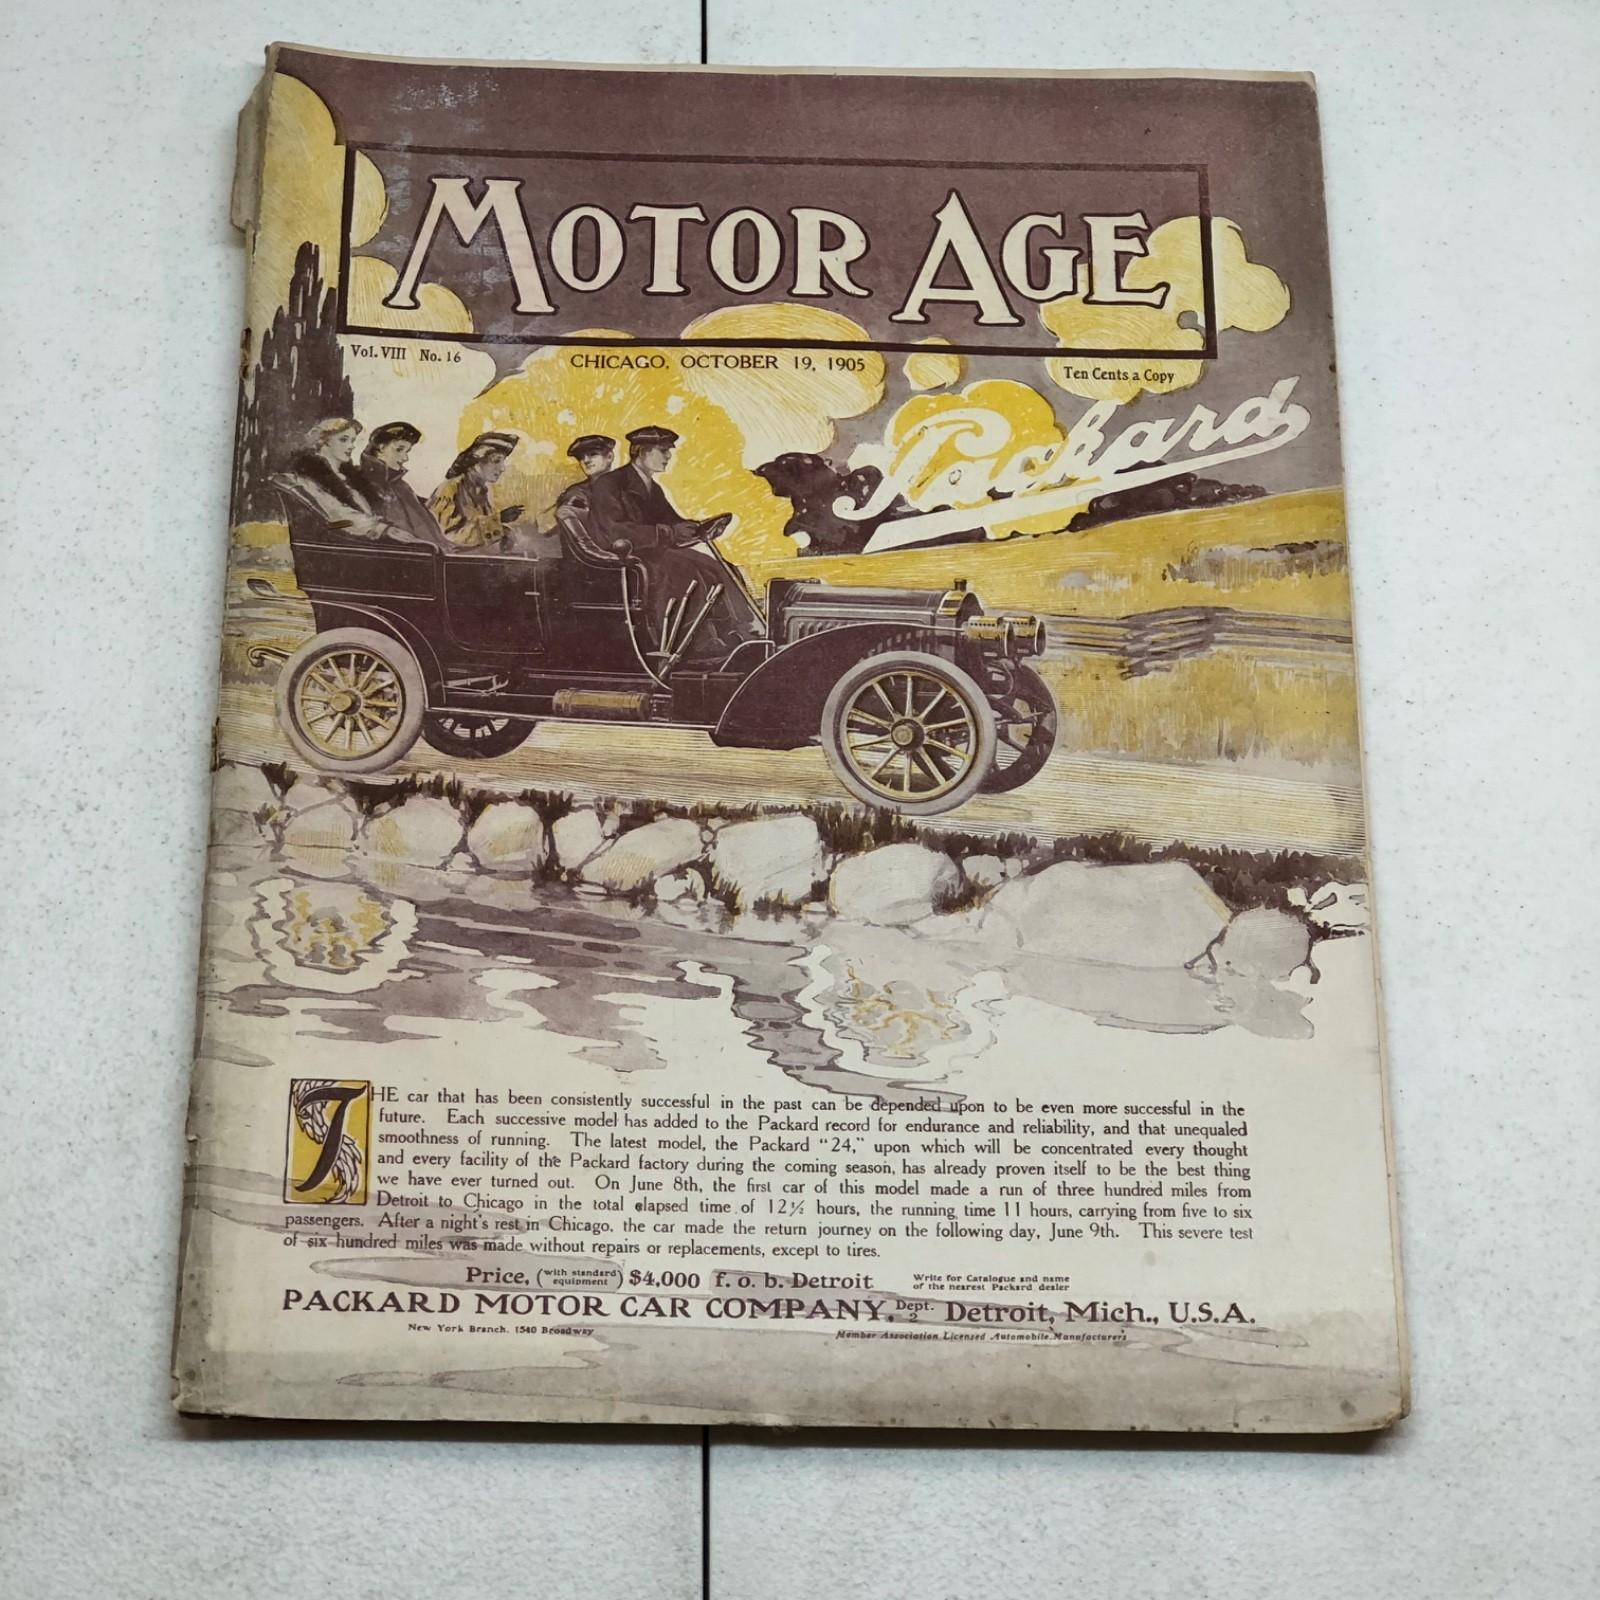 MOTOR AGE
Vol. VIII No. 16
CHICAGO, OCTOBER 19, 1905
Ten Cents a Copy
Packard
THE car that has been consistently successful in the past can be depended upon to be even more successful in the
future. Each successive model has added to the Packard record for endurance and reliability, and that unequaled
smoothness of running. The latest model, the Packard "24," upon which will be concentrated every thought
and every facility of the Packard factory during the coming season, has already proven itself to be the best thing
we have ever turned out. On June 8th, the first car of this model made a run of three hundred miles from
Detroit to Chicago in the total elapsed time of 12½ hours, the running time 11 hours, carrying from five to six
passengers. After a night's rest in Chicago, the car made the return journey on the following day, June 9th. This severe test
of six hundred miles was made without repairs or replacements, except to tires.
Price, (with standard equipment) $4,000 f. o. b. Detroit
Write for Catalogue and name
of the nearest Packard dealer
PACKARD MOTOR CAR COMPANY, Dept. 2 Detroit, Mich., U.S.A.
New York Branch, 1540 Broadway
Member Association Licensed Automobile Manufacturers